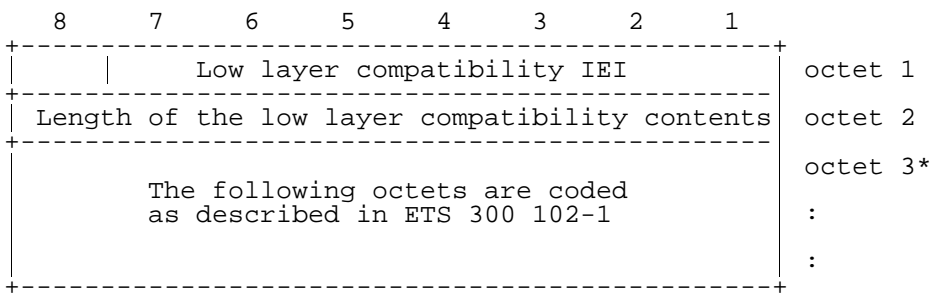 8 7 6 5 4 3 2 1
+-----------------------------------------------+
| | Low layer compatibility IEI | octet 1
+-----------------------------------------------
| Length of the low layer compatibility contents| octet 2
+-----------------------------------------------
octet 3*
The following octets are coded
as described in ETS 300 102-1 :
:
+-----------------------------------------------+